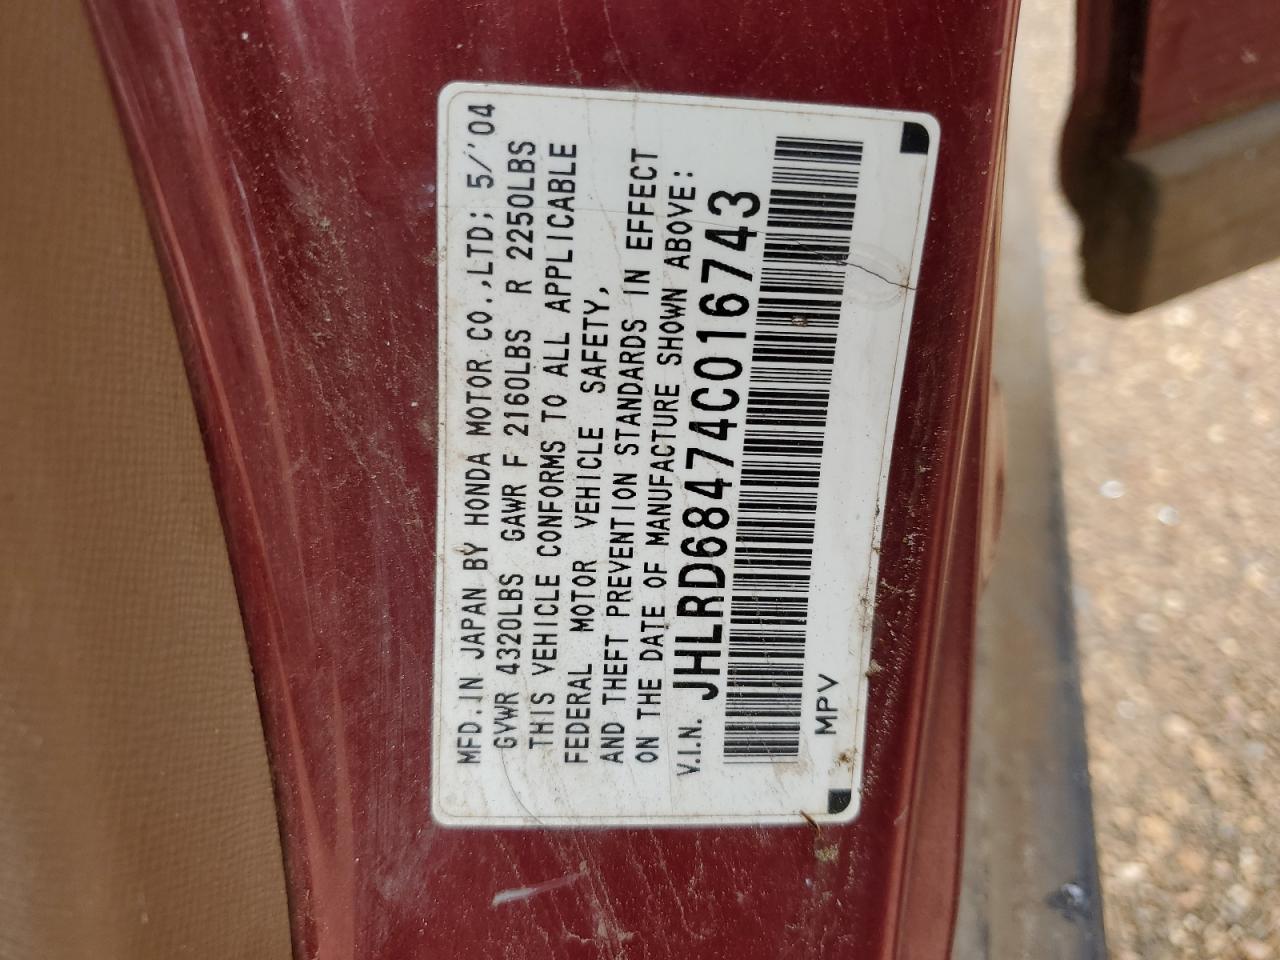 MFD.IN JAPAN BY HONDA MOTOR CO.,LTD; 5/'04
GVWR 4320LBS GAWR F 2160LBS R 2250LBS
THIS VEHICLE CONFORMS TO ALL APPLICABLE
FEDERAL MOTOR VEHICLE SAFETY,
AND THEFT PREVENTION STANDARDS IN EFFECT
ON THE DATE OF MANUFACTURE SHOWN ABOVE:
V.I.N. JHLRD68474C016743
MPV